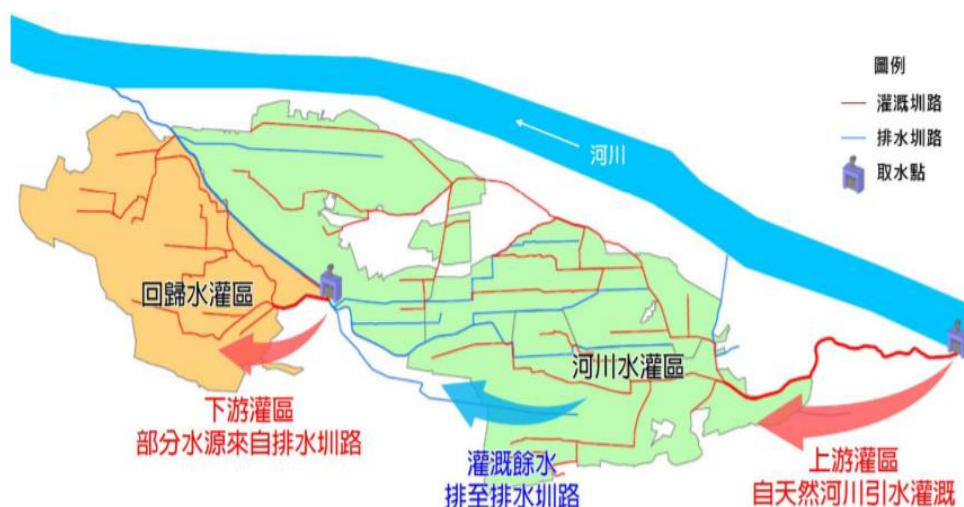 圖例
灌溉圳路
排水圳路
取水點
河川
回歸水灌區
河川水灌區
下游灌區
部分水源來自排水圳路
灌溉餘水
排至排水圳路
上游灌區
自天然河川引水灌溉